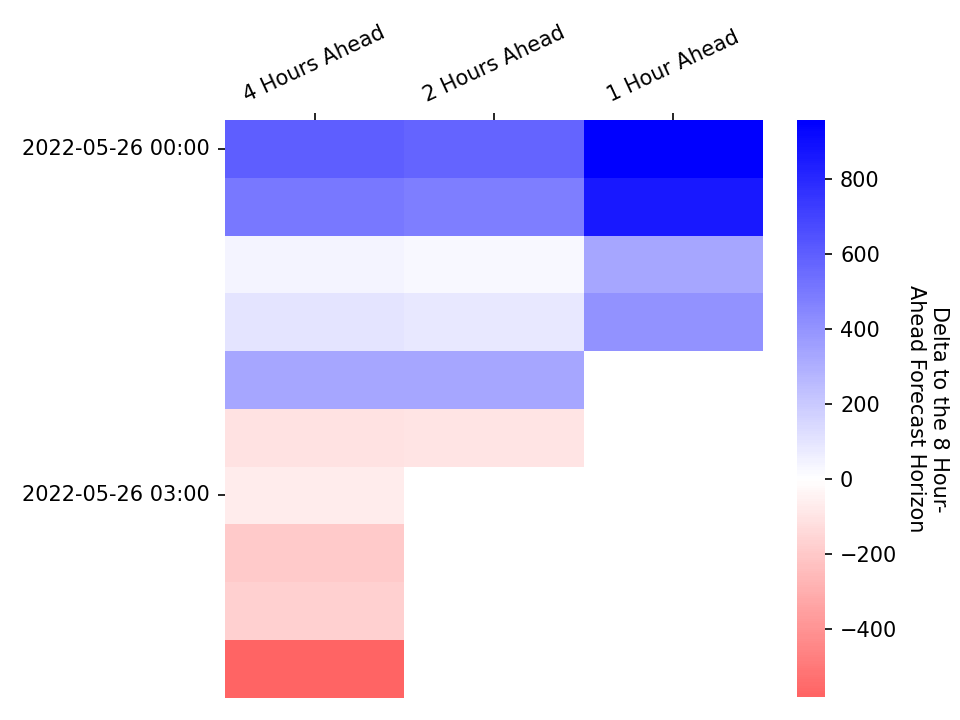 4 Hours Ahead
2 Hours Ahead
1 Hour Ahead
2022-05-26 00:00
2022-05-26 03:00
800
600
400
200
0
−200
−400
Delta to the 8 Hour-
Ahead Forecast Horizon